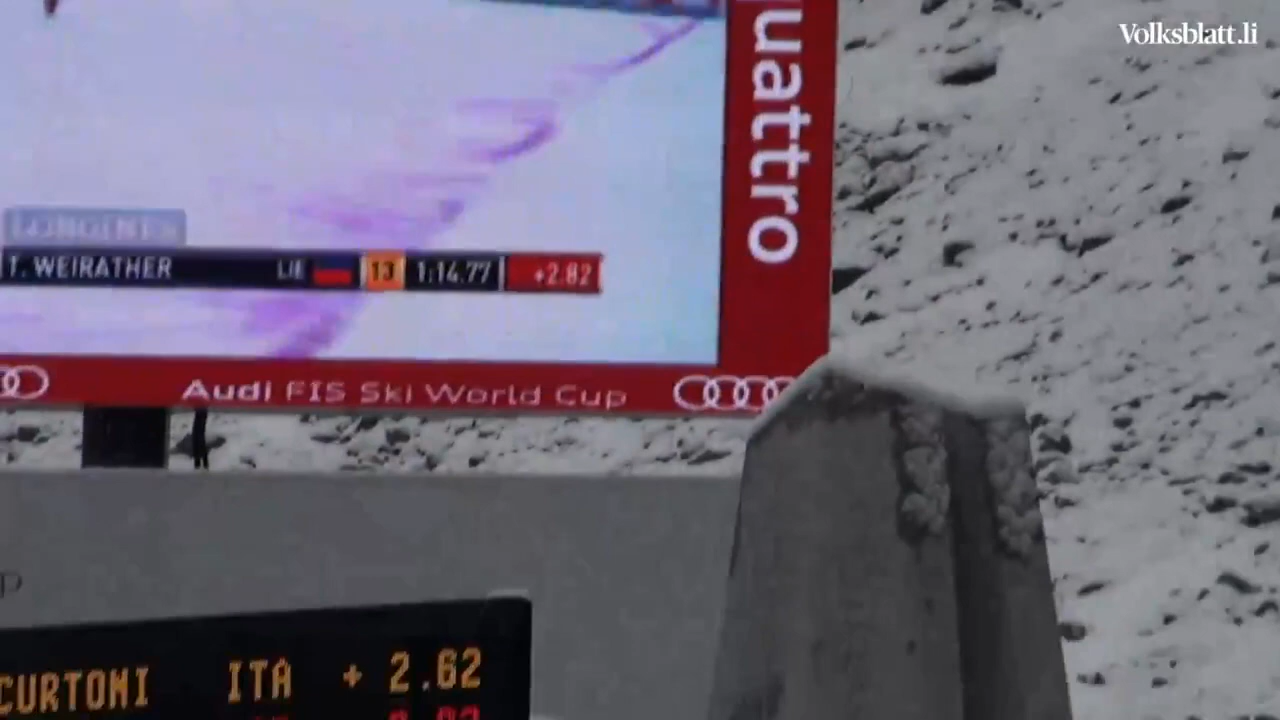 Volksblatt.li
quattro
LONGINES
T. WEIRATHER LIE 13 1:14.77 +2.82
Audi FIS Ski World Cup
P
CURTONI ITA + 2.62